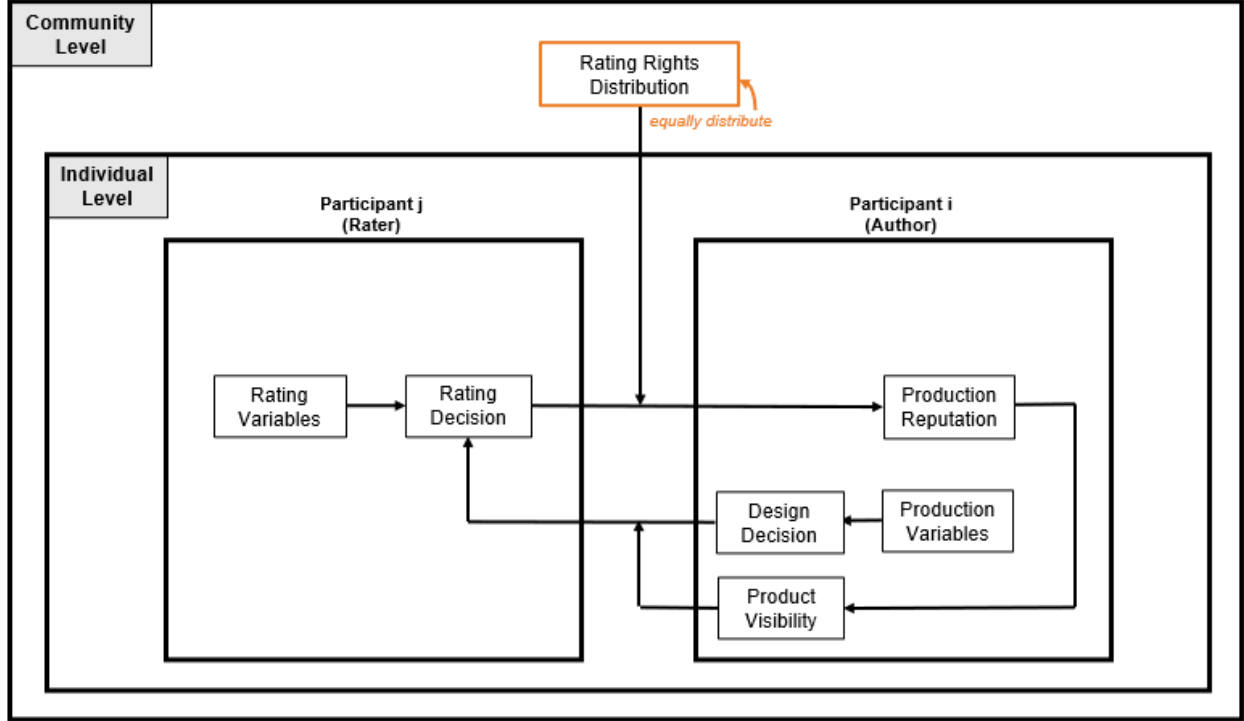 Community
Level
Rating Rights
Distribution
equally distribute
Individual
Level
Participant j
(Rater)
Participant i
(Author)
Rating
Variables
Rating
Decision
Production
Reputation
Design
Decision
Production
Variables
Product
Visibility